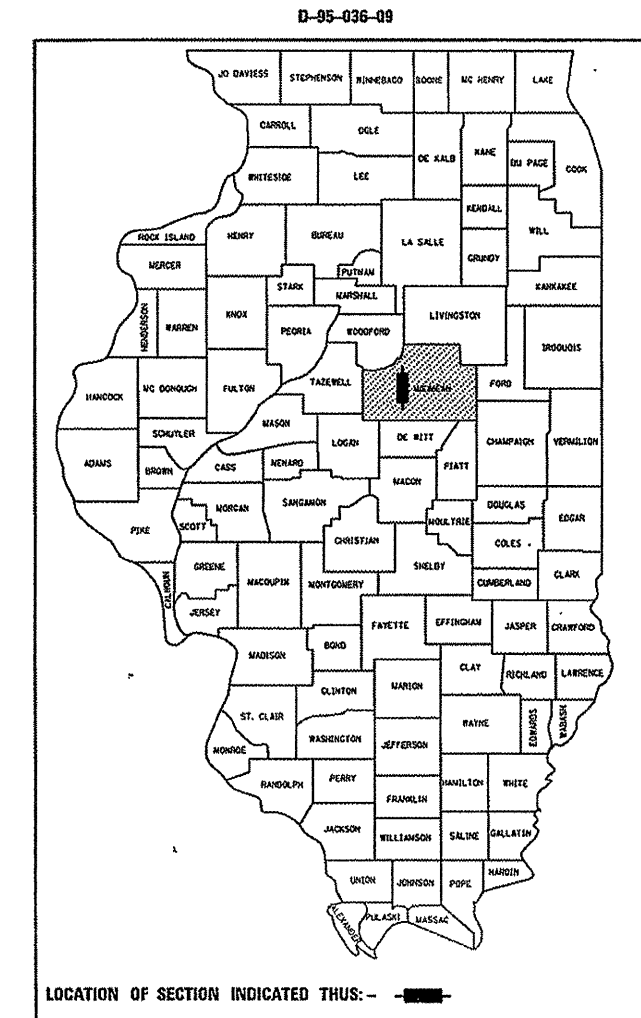 D-95-036-09
JO DAVIESS STEPHENSON WINNEBAGO BOONE MC HENRY LAKE
CARROLL OGLE
DE KALB KANE DU PAGE COOK
WHITESIDE LEE
KENDALL
ROCK ISLAND HENRY BUREAU LA SALLE WILL
MERCER PUTNAM GRUNDY
STARK MARSHALL KANKAKEE
HENDERSON WARREN KNOX PEORIA WOODFORD LIVINGSTON
IROQUOIS
HANCOCK MC DONOUGH FULTON TAZEWELL FORD
SCHUYLER MASON
LOGAN DE WITT CHAMPAIGN VERMILION
ADAMS BROWN CASS MENARD MACON PIATT
PIKE SCOTT MORGAN SANGAMON MOULTRIE DOUGLAS EDGAR
CHRISTIAN COLES
GREENE SHELBY
CALHOUN MACOUPIN MONTGOMERY CUMBERLAND CLARK
JERSEY
FAYETTE EFFINGHAM JASPER CRAWFORD
MADISON BOND
CLAY RICHLAND LAWRENCE
CLINTON MARION
ST. CLAIR WAYNE EDWARDS WABASH
MONROE WASHINGTON JEFFERSON
RANDOLPH PERRY HAMILTON WHITE
FRANKLIN
JACKSON WILLIAMSON SALINE GALLATIN
UNION JOHNSON POPE HARDIN
ALEXANDER PULASKI MASSAC
LOCATION OF SECTION INDICATED THUS:-